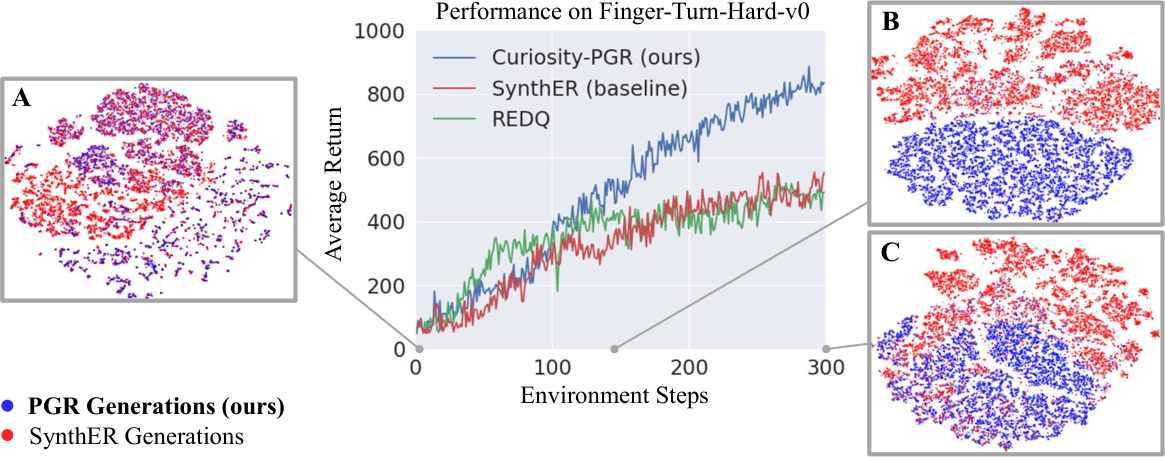 Performance on Finger-Turn-Hard-v0
A
B
C
Average Return
1000
800
600
400
200
0
Curiosity-PGR (ours)
SynthER (baseline)
REDQ
0 100 200 300
Environment Steps
PGR Generations (ours)
SynthER Generations